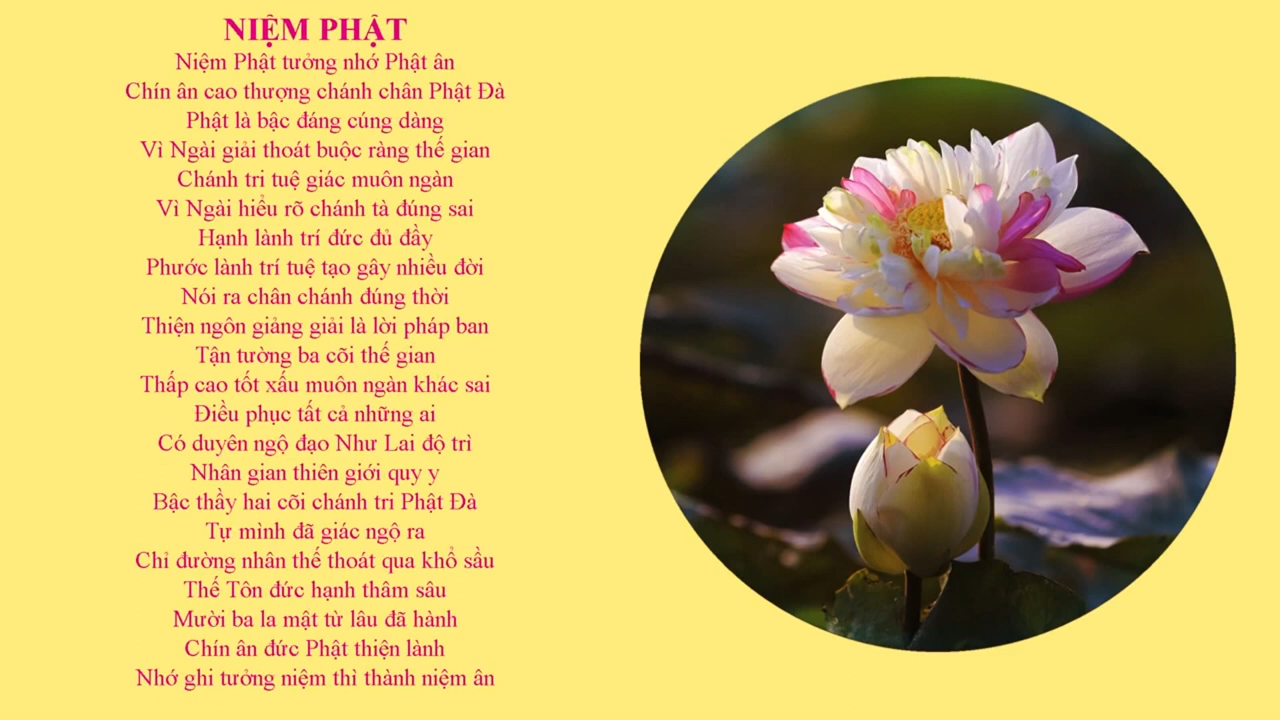 NIỆM PHẬT
Niệm Phật tưởng nhớ Phật ân
Chín ân cao thượng chánh chân Phật Đà
Phật là bậc đáng cúng dàng
Vì Ngài giải thoát buộc ràng thế gian
Chánh tri tuệ giác muôn ngàn
Vì Ngài hiểu rõ chánh tà đúng sai
Hạnh lành trí đức đủ đầy
Phước lành trí tuệ tạo gây nhiều đời
Nói ra chân chánh đúng thời
Thiện ngôn giảng giải là lời pháp ban
Tận tường ba cõi thế gian
Thấp cao tốt xấu muôn ngàn khác sai
Điều phục tất cả những ai
Có duyên ngộ đạo Như Lai độ trì
Nhân gian thiên giới quy y
Bậc thầy hai cõi chánh tri Phật Đà
Tự mình đã giác ngộ ra
Chỉ đường nhân thế thoát qua khổ sầu
Thế Tôn đức hạnh thâm sâu
Mười ba la mật từ lâu đã hành
Chín ân đức Phật thiện lành
Nhớ ghi tưởng niệm thì thành niệm ân